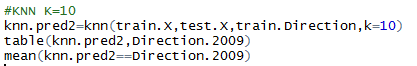 #KNN K=10
knn.pred2=knn(train.X,test.X,train.Direction,k=10)
table(knn.pred2,Direction.2009)
mean(knn.pred2==Direction.2009)